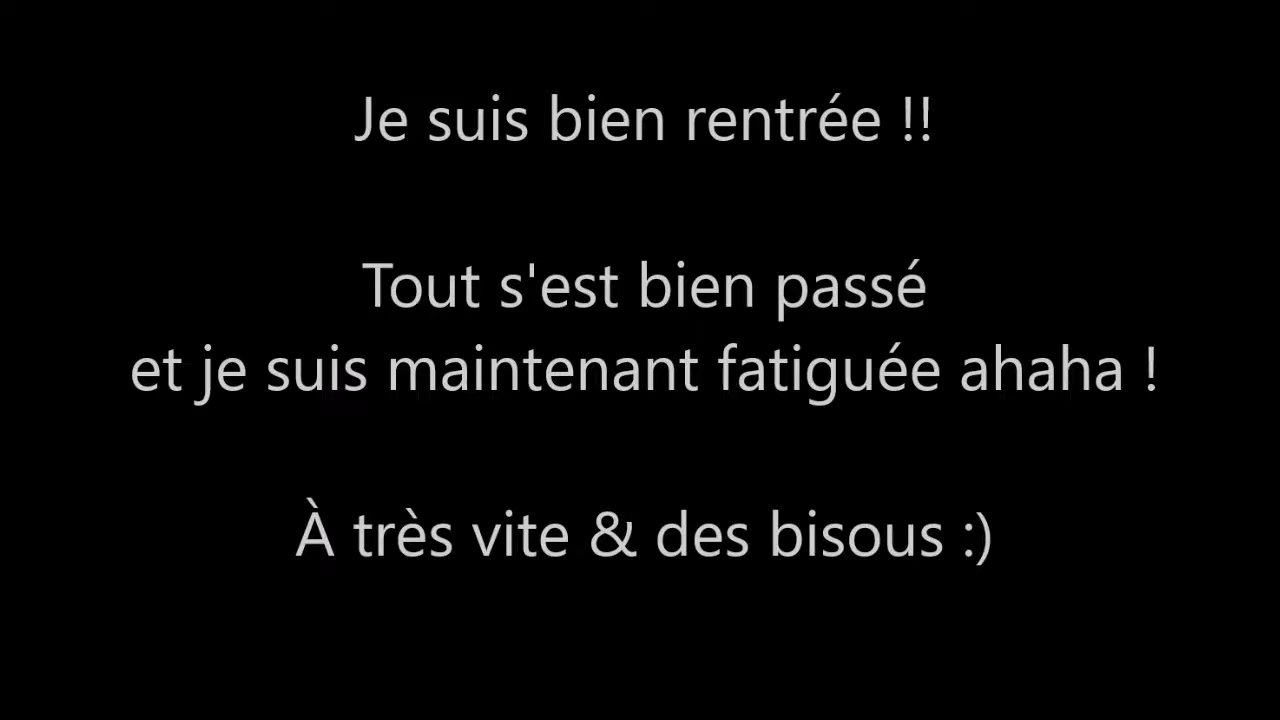 Je suis bien rentrée !!
Tout s'est bien passé
et je suis maintenant fatiguée ahaha !
À très vite & des bisous :)